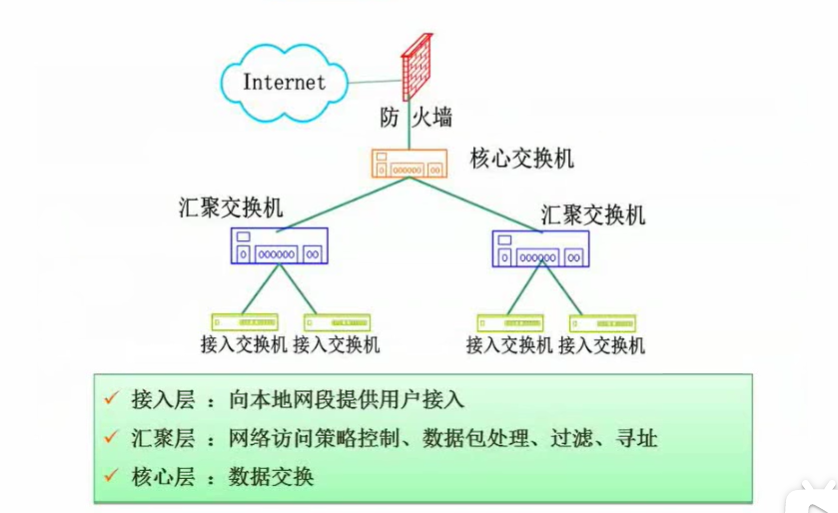 Internet
防火墙
核心交换机
汇聚交换机
汇聚交换机
接入交换机 接入交换机 接入交换机 接入交换机
✓ 接入层 ：向本地网段提供用户接入
✓ 汇聚层 ：网络访问策略控制、数据包处理、过滤、寻址
✓ 核心层 ：数据交换